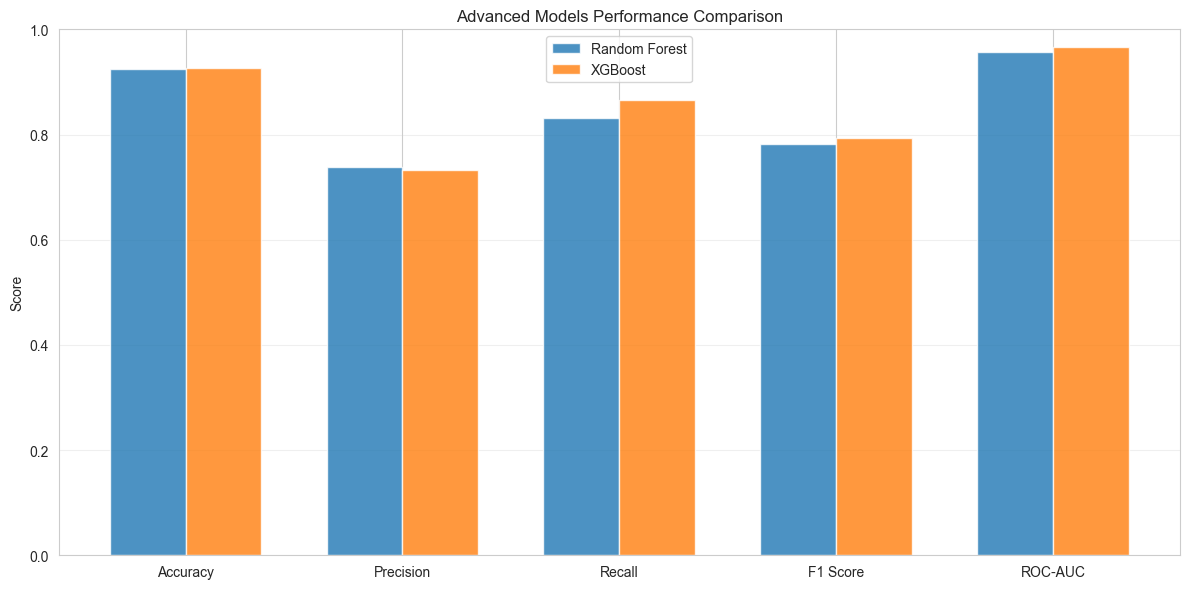 Advanced Models Performance Comparison
Random Forest
XGBoost
Score
1.0
0.8
0.6
0.4
0.2
0.0
Accuracy Precision Recall F1 Score ROC-AUC